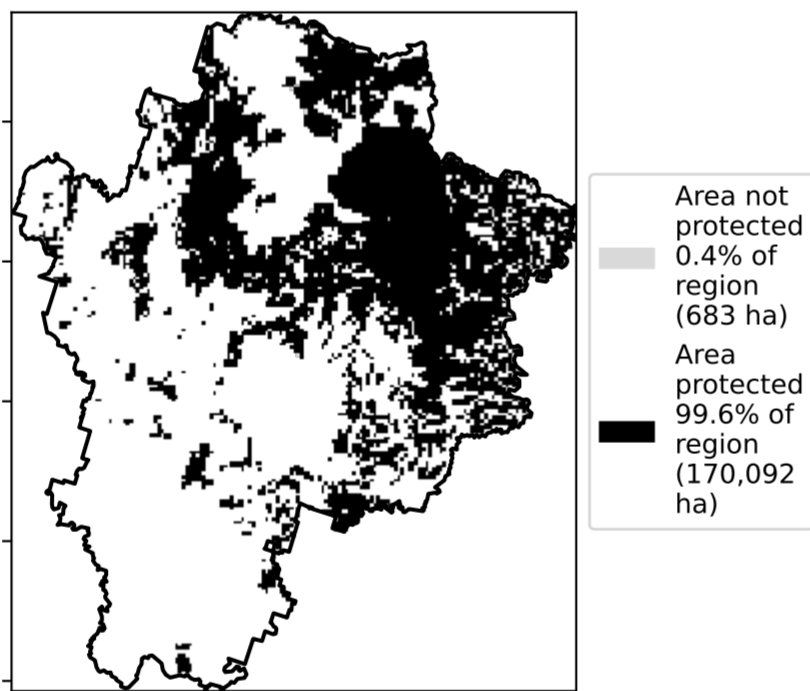 Area not
protected
0.4% of
region
(683 ha)
Area
protected
99.6% of
region
(170,092
ha)